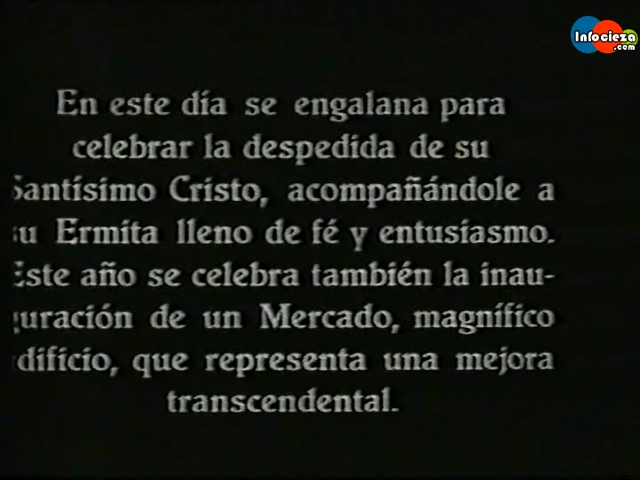 Infocieza
.com
En este día se engalana para
celebrar la despedida de su
Santísimo Cristo, acompañándole a
su Ermita lleno de fé y entusíasmo.
Este año se celebra también la inau-
guración de un Mercado, magnífico
edificio, que representa una mejora
transcendental.